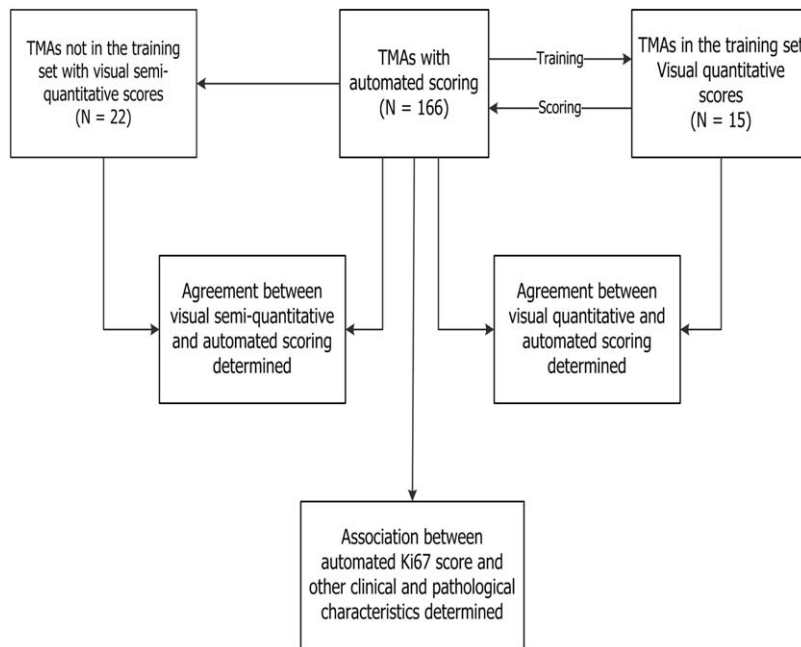 TMAs not in the training
set with visual semi-
quantitative scores
(N = 22)
TMAs with
automated scoring
(N = 166)
Training
Scoring
TMAs in the training set
Visual quantitative
scores
(N = 15)
Agreement between
visual semi-quantitative
and automated scoring
determined
Agreement between
visual quantitative and
automated scoring
determined
Association between
automated Ki67 score and
other clinical and pathological
characteristics determined